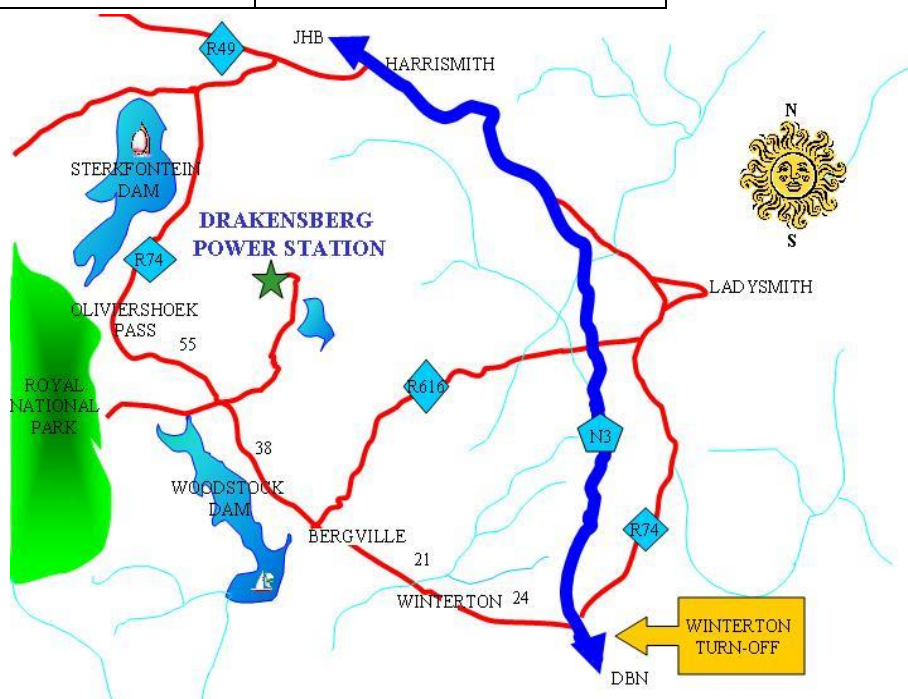 JHB
R49
HARRISMITH
N
STERKFONTEIN
DAM
DRAKENSBERG
POWER STATION
S
R74
LADYSMITH
OLIVIERSHOEK
PASS
55
ROYAL
NATIONAL
PARK
R616
N3
38
WOODSTOCK
DAM
BERGVILLE
R74
21
WINTERTON
24
WINTERTON
TURN-OFF
DBN